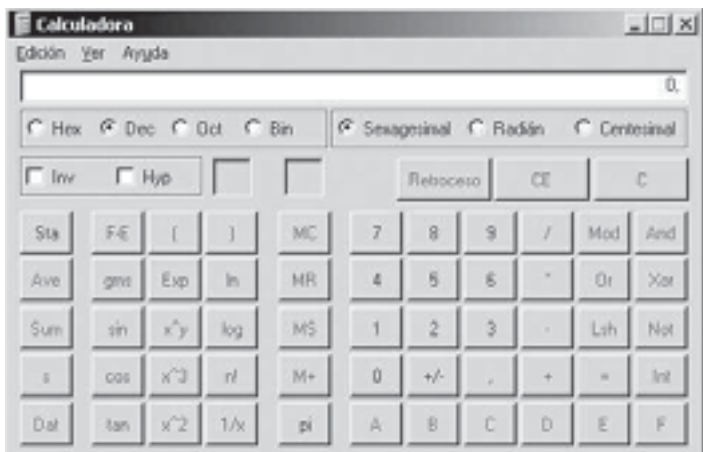 Calculadora
Edición Ver Ayuda
0,
Hex Dec Oct Bin Sexagesimal Radián Centesimal
Inv Hyp Retroceso CE C
Sta F-E ( ) MC 7 8 9 / Mod And
Ave gms Exp ln MR 4 5 6 * Or Xor
Sum sin x^y log MS 1 2 3 - Lsh Not
s cos x^3 n! M+ 0 +/- , + = Int
Dat tan x^2 1/x pi A B C D E F